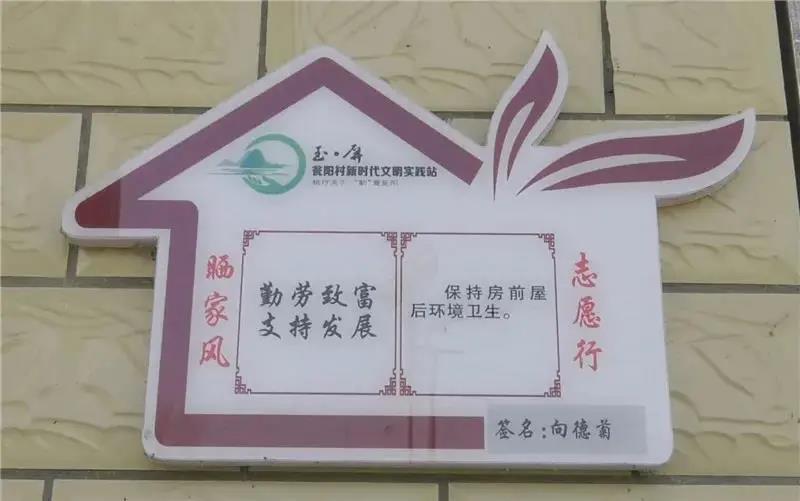 玉·屏
瓮阳村新时代文明实践站
晒家风
勤劳致富
支持发展
保持房前屋
后环境卫生。
志愿行
签名:向德菊